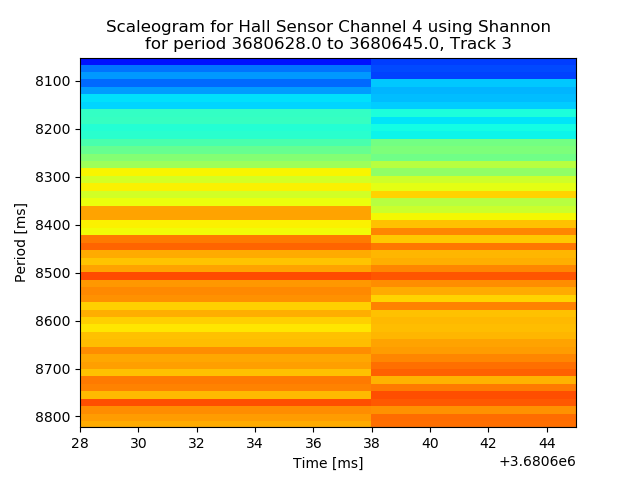 Scaleogram for Hall Sensor Channel 4 using Shannon
for period 3680628.0 to 3680645.0, Track 3
Period [ms]
8100
8200
8300
8400
8500
8600
8700
8800
28 30 32 34 36 38 40 42 44
Time [ms]
+3.6806e6